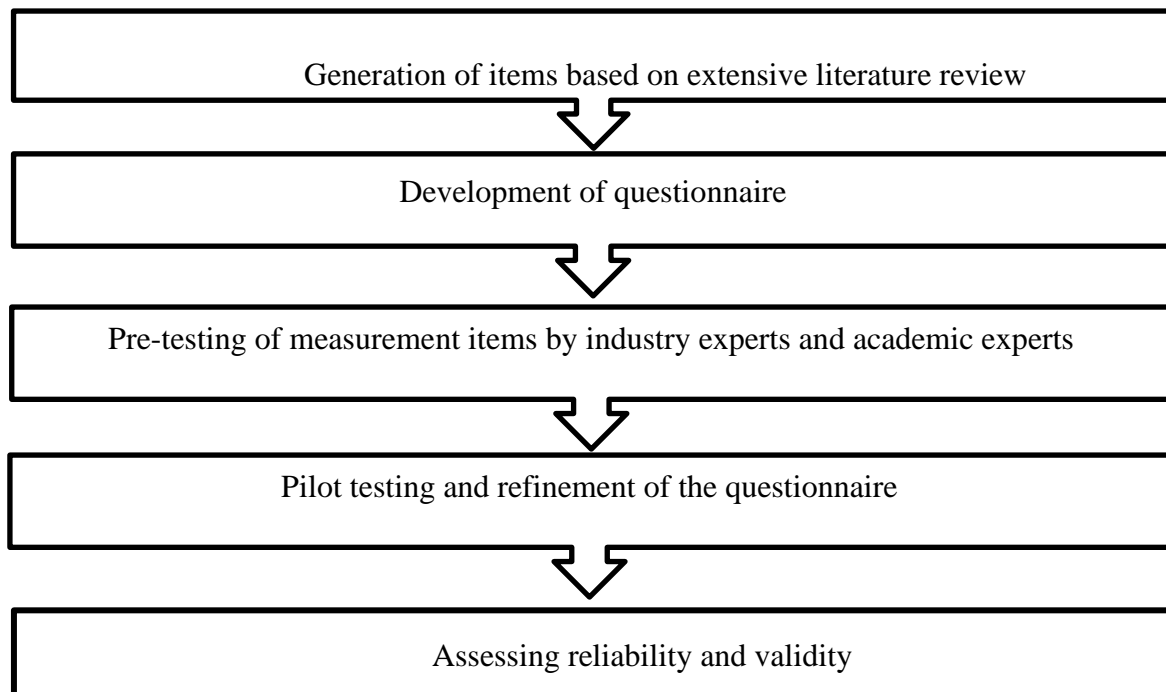 Generation of items based on extensive literature review
Development of questionnaire
Pre-testing of measurement items by industry experts and academic experts
Pilot testing and refinement of the questionnaire
Assessing reliability and validity